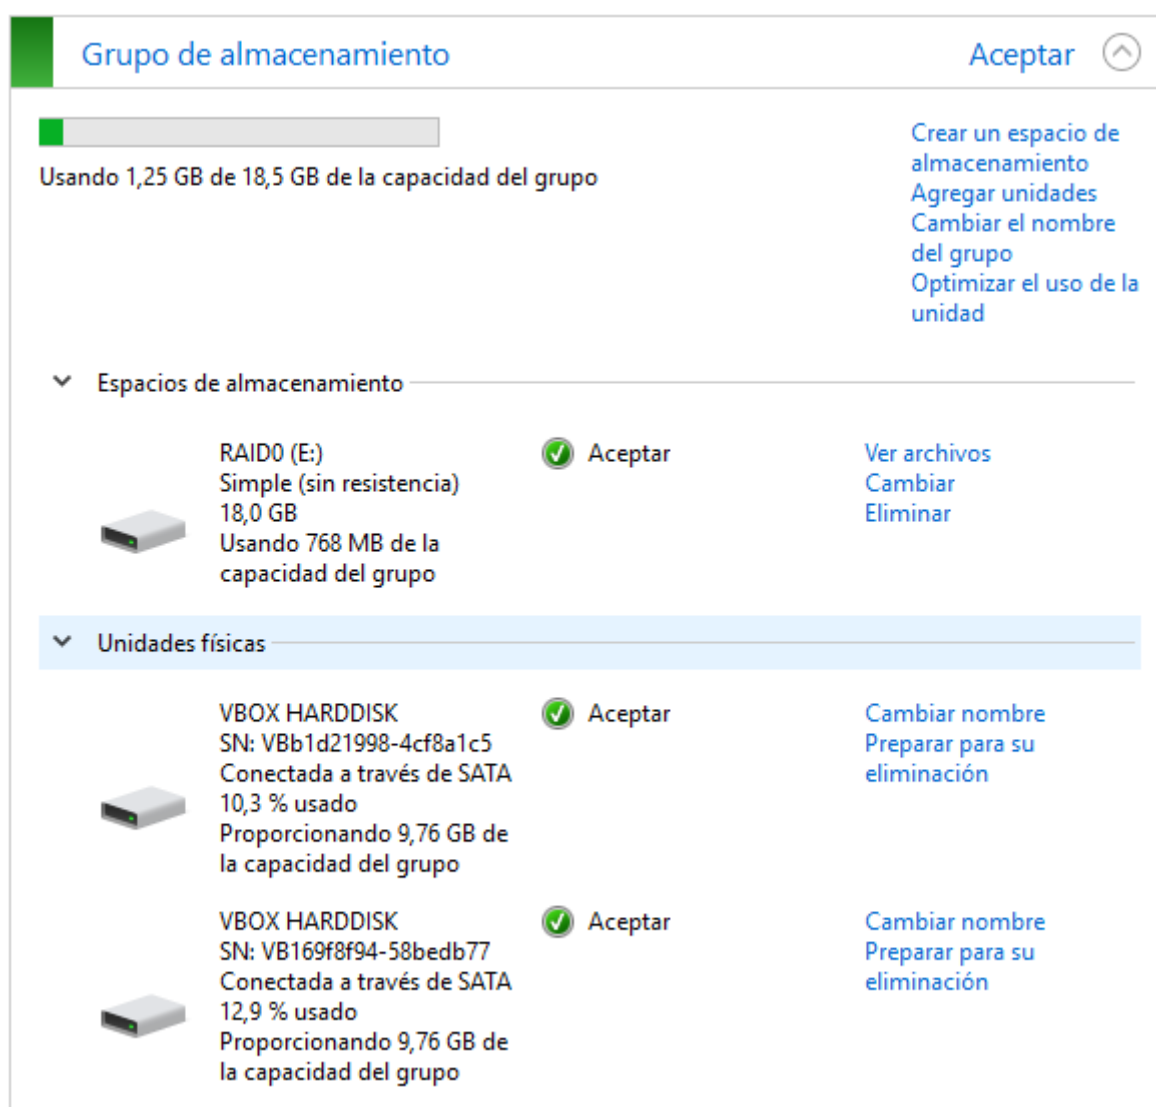 Grupo de almacenamiento
Aceptar
Usando 1,25 GB de 18,5 GB de la capacidad del grupo
Crear un espacio de
almacenamiento
Agregar unidades
Cambiar el nombre
del grupo
Optimizar el uso de la
unidad
Espacios de almacenamiento
RAID0 (E:)
Simple (sin resistencia)
18,0 GB
Usando 768 MB de la
capacidad del grupo
Aceptar
Ver archivos
Cambiar
Eliminar
Unidades físicas
VBOX HARDDISK
SN: VBb1d21998-4cf8a1c5
Conectada a través de SATA
10,3 % usado
Proporcionando 9,76 GB de
la capacidad del grupo
Aceptar
Cambiar nombre
Preparar para su
eliminación
VBOX HARDDISK
SN: VB169f8f94-58bedb77
Conectada a través de SATA
12,9 % usado
Proporcionando 9,76 GB de
la capacidad del grupo
Aceptar
Cambiar nombre
Preparar para su
eliminación